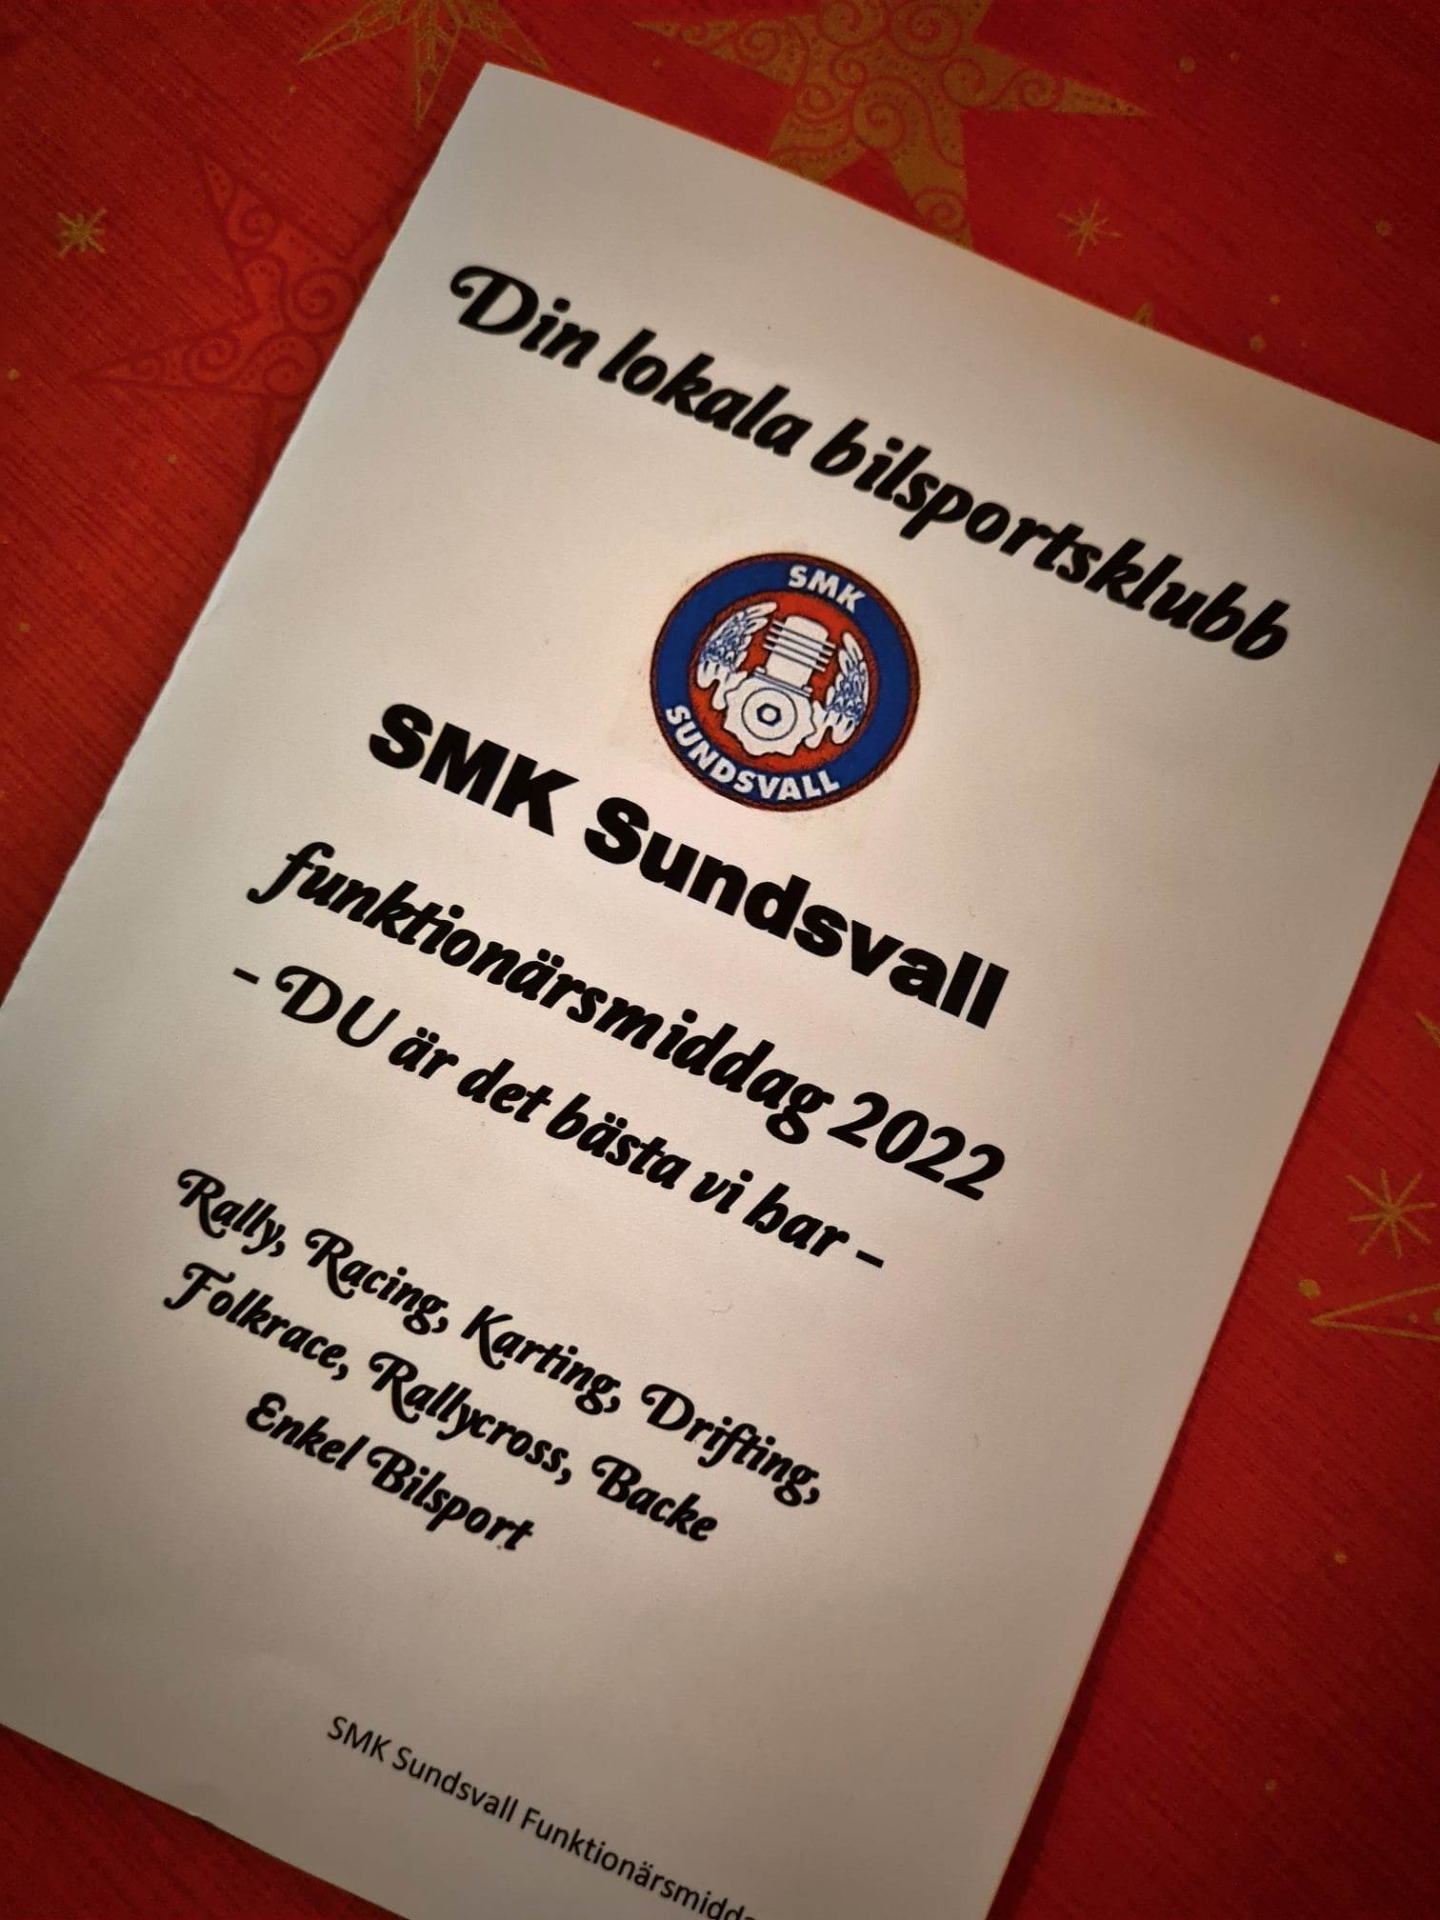 Din lokala bilsportsklubb
SMK
SUNDSVALL
SMK Sundsvall
funktionärsmiddag 2022
- DU är det bästa vi har -
Rally, Racing, Karting, Drifting,
Folkrace, Rallycross, Backe
Enkel Bilsport
SMK Sundsvall Funktionärsmidda